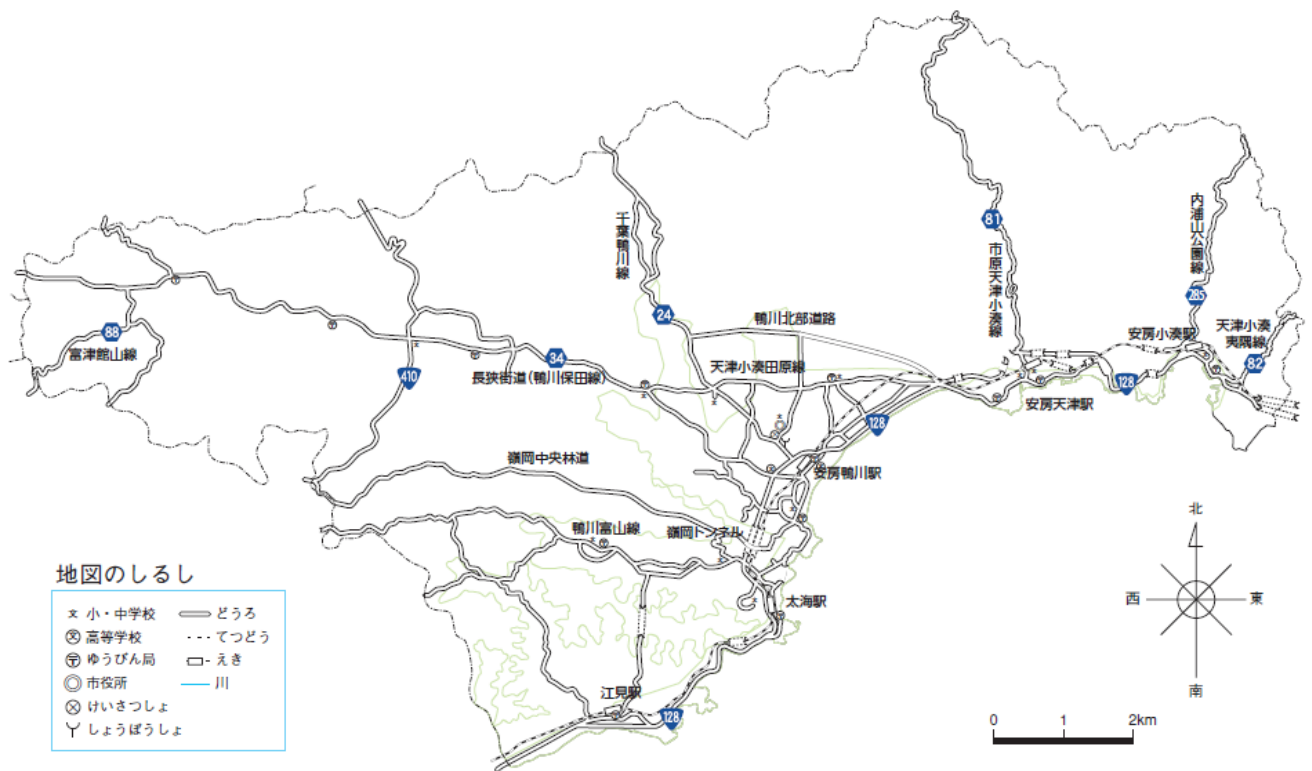 81
千葉鴨川線
内浦山公園線
市原天津小湊線
285
24
鴨川北部道路
安房小湊駅
天津小湊
夷隅線
88
富津館山線
34
82
410
長狭街道(鴨川保田線)
天津小湊田原線
128
安房天津駅
128
嶺岡中央林道
安房鴨川駅
鴨川富山線
嶺岡トンネル
太海駅
江見駅
128
地図のしるし
小・中学校
どうろ
高等学校
てつどう
ゆうびん局
えき
市役所
川
けいさつしょ
しょうぼうしょ
北
西
東
南
0 1 2km